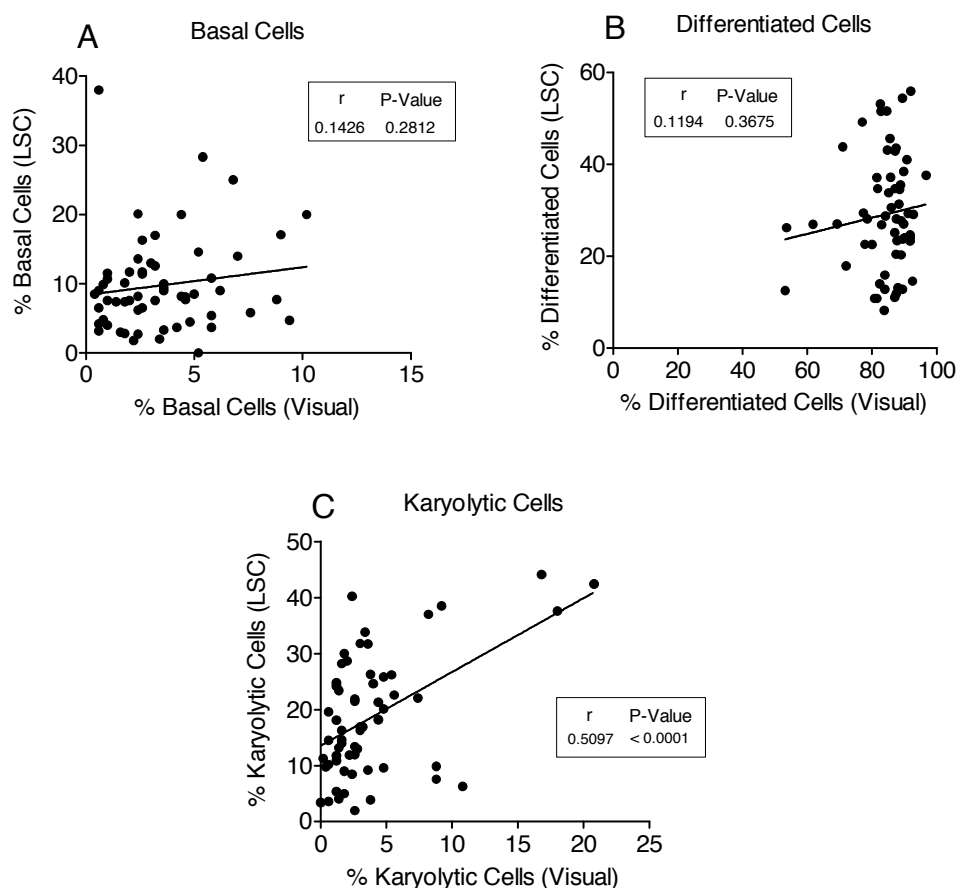 A
Basal Cells
r P-Value
0.1426 0.2812
% Basal Cells (LSC)
40
30
20
10
0
0 5 10 15
% Basal Cells (Visual)
B
Differentiated Cells
r P-Value
0.1194 0.3675
% Differentiated Cells (LSC)
60
40
20
0
0 20 40 60 80 100
% Differentiated Cells (Visual)
C
Karyolytic Cells
% Karyolytic Cells (LSC)
50
40
30
20
10
0
r P-Value
0.5097 < 0.0001
0 5 10 15 20 25
% Karyolytic Cells (Visual)